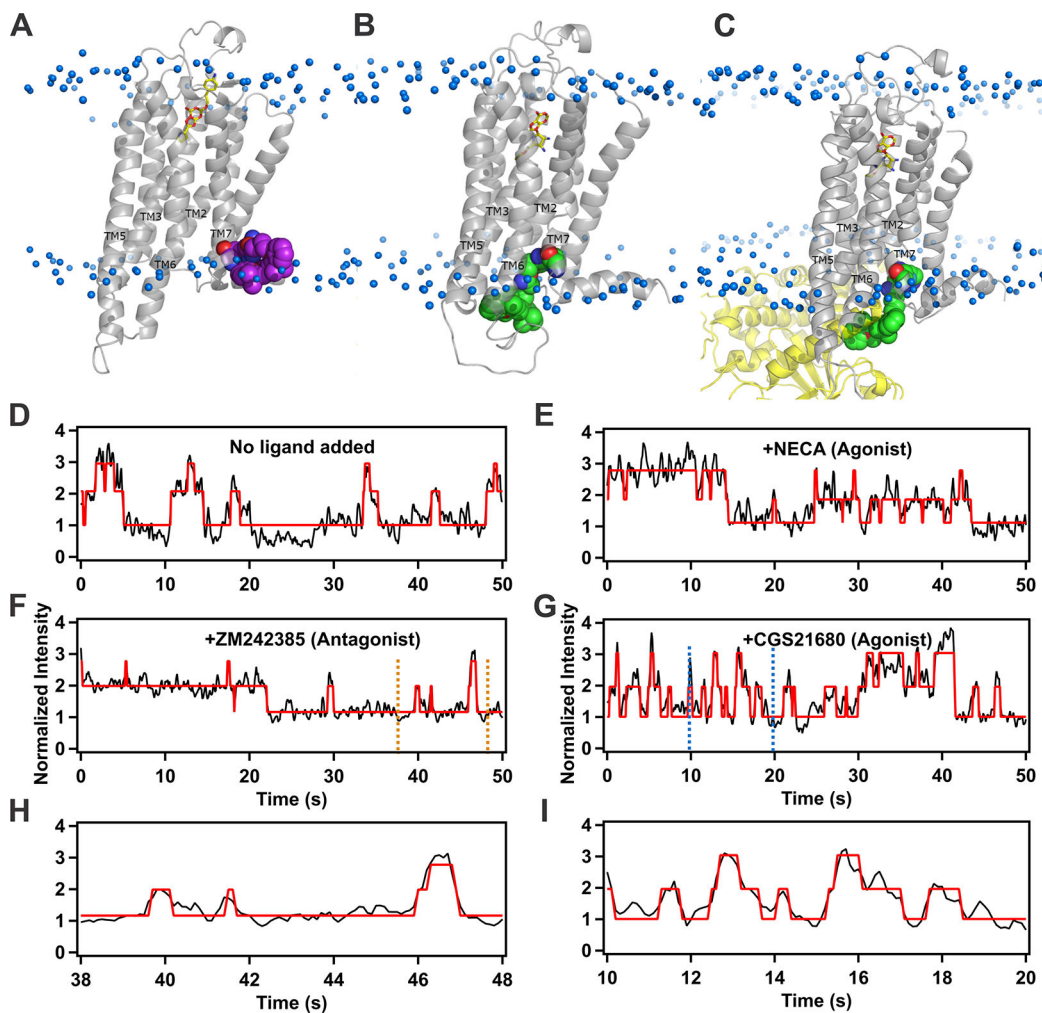 A B C
TM3 TM2 TM5 TM7 TM6
TM2 TM3 TM5 TM7 TM6
TM3 TM2 TM5 TM7 TM6
D
No ligand added
4
3
2
1
0
0 10 20 30 40 50
E
+NECA (Agonist)
4
3
2
1
0
0 10 20 30 40 50
F
+ZM242385 (Antagonist)
Normalized Intensity
4
3
2
1
0
0 10 20 30 40 50
Time (s)
G
+CGS21680 (Agonist)
Normalized Intensity
4
3
2
1
0
0 10 20 30 40 50
Time (s)
H
4
3
2
1
0
38 40 42 44 46 48
Time (s)
I
4
3
2
1
0
10 12 14 16 18 20
Time (s)